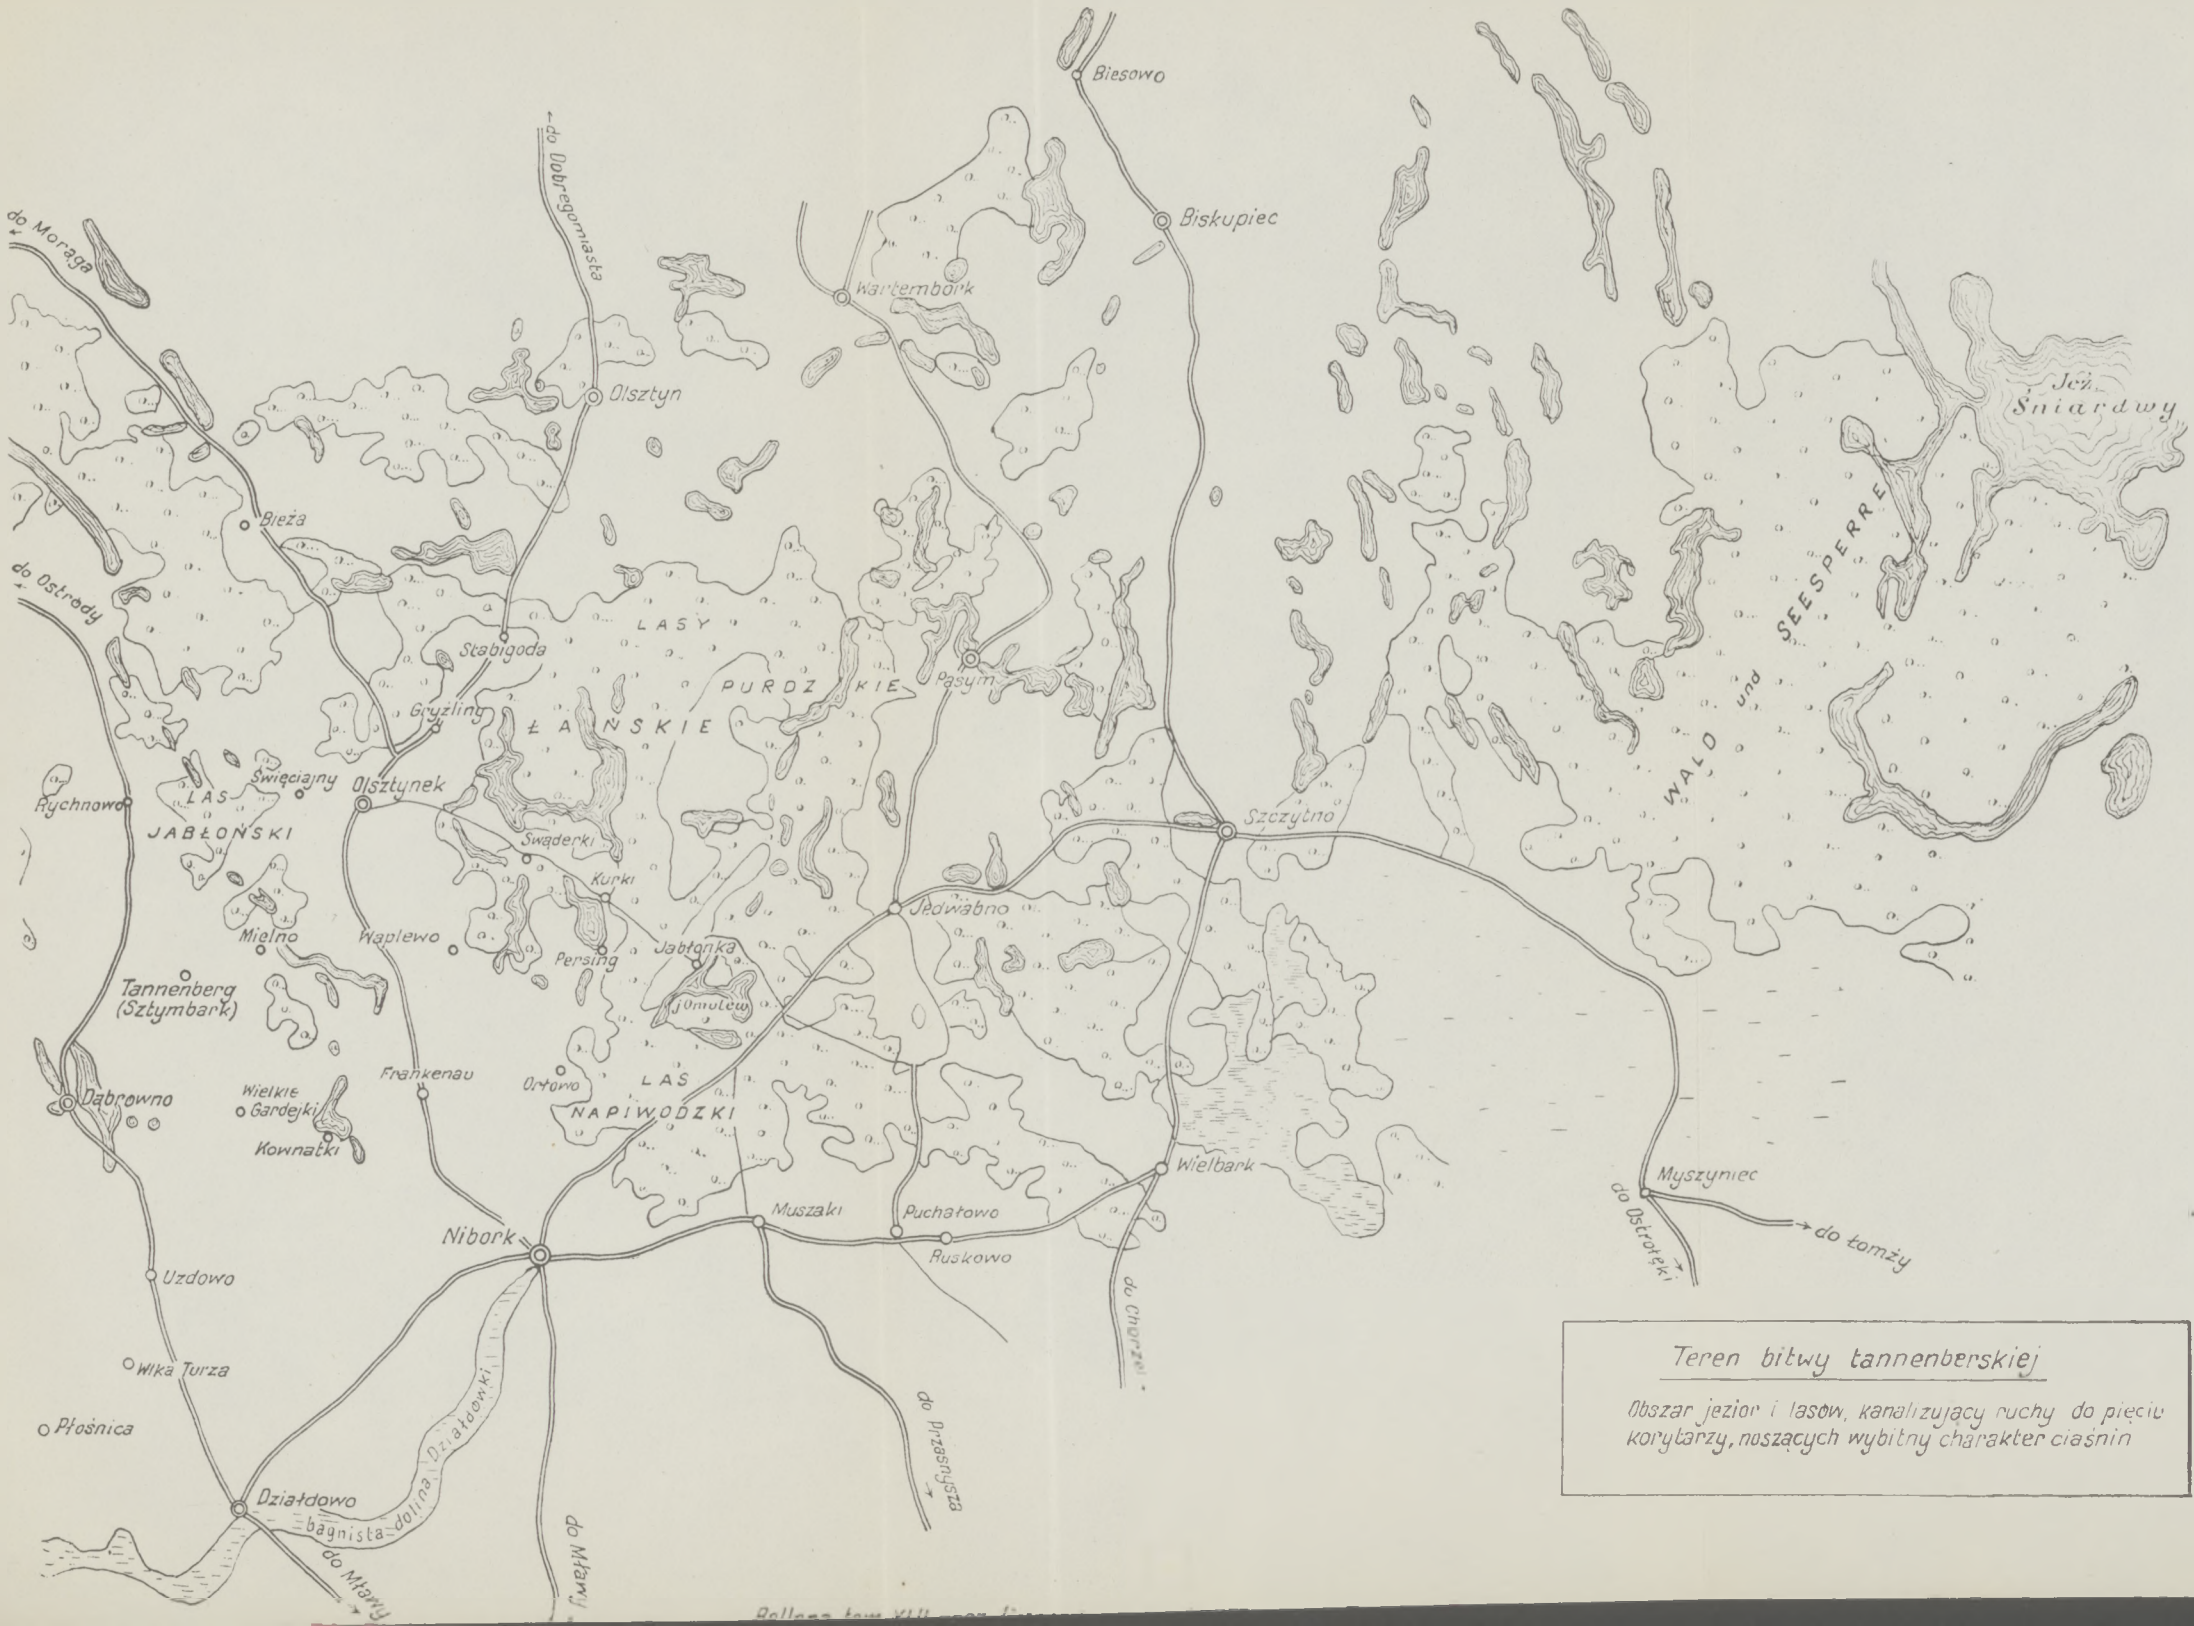 Biesowo
←do Dobregomiasta
do Morąga
Biskupiec
Wartembork
Jez.
Śniardwy
Olsztyn
Bieża
SEESPERRE
und
WALD
do Ostródy
LASY
PURDZKIE
ŁAŃSKIE
Stabigoda
Pasym
Gryźliny
Święciajny
Olsztynek
Rychnowo
LAS
JABŁOŃSKI
Szczytno
Swaderki
Kurki
Jedwabno
Mielno
Waplewo
Persing
Jabłonka
j Omulew
Tannenberg
(Sztymbark)
Frankenau
Orłowo
LAS
NAPIWODZKI
Dąbrowno
Wielkie
Gardejki
Kownatki
Wielbark
Myszyniec
do Ostrołęki
do Łomży
Muszaki
Puchałowo
Ruskowo
Nibork
Uzdowo
do Chorzel
Wlka Turza
Płośnica
do Przasnysza
Działdowo
bagnista dolina Działdówki
do Mławy
do Mławy
Teren bitwy tannenberskiej
Obszar jezior i lasów, kanalizujący ruchy do pięciu
korytarzy, noszących wybitny charakter ciaśnin